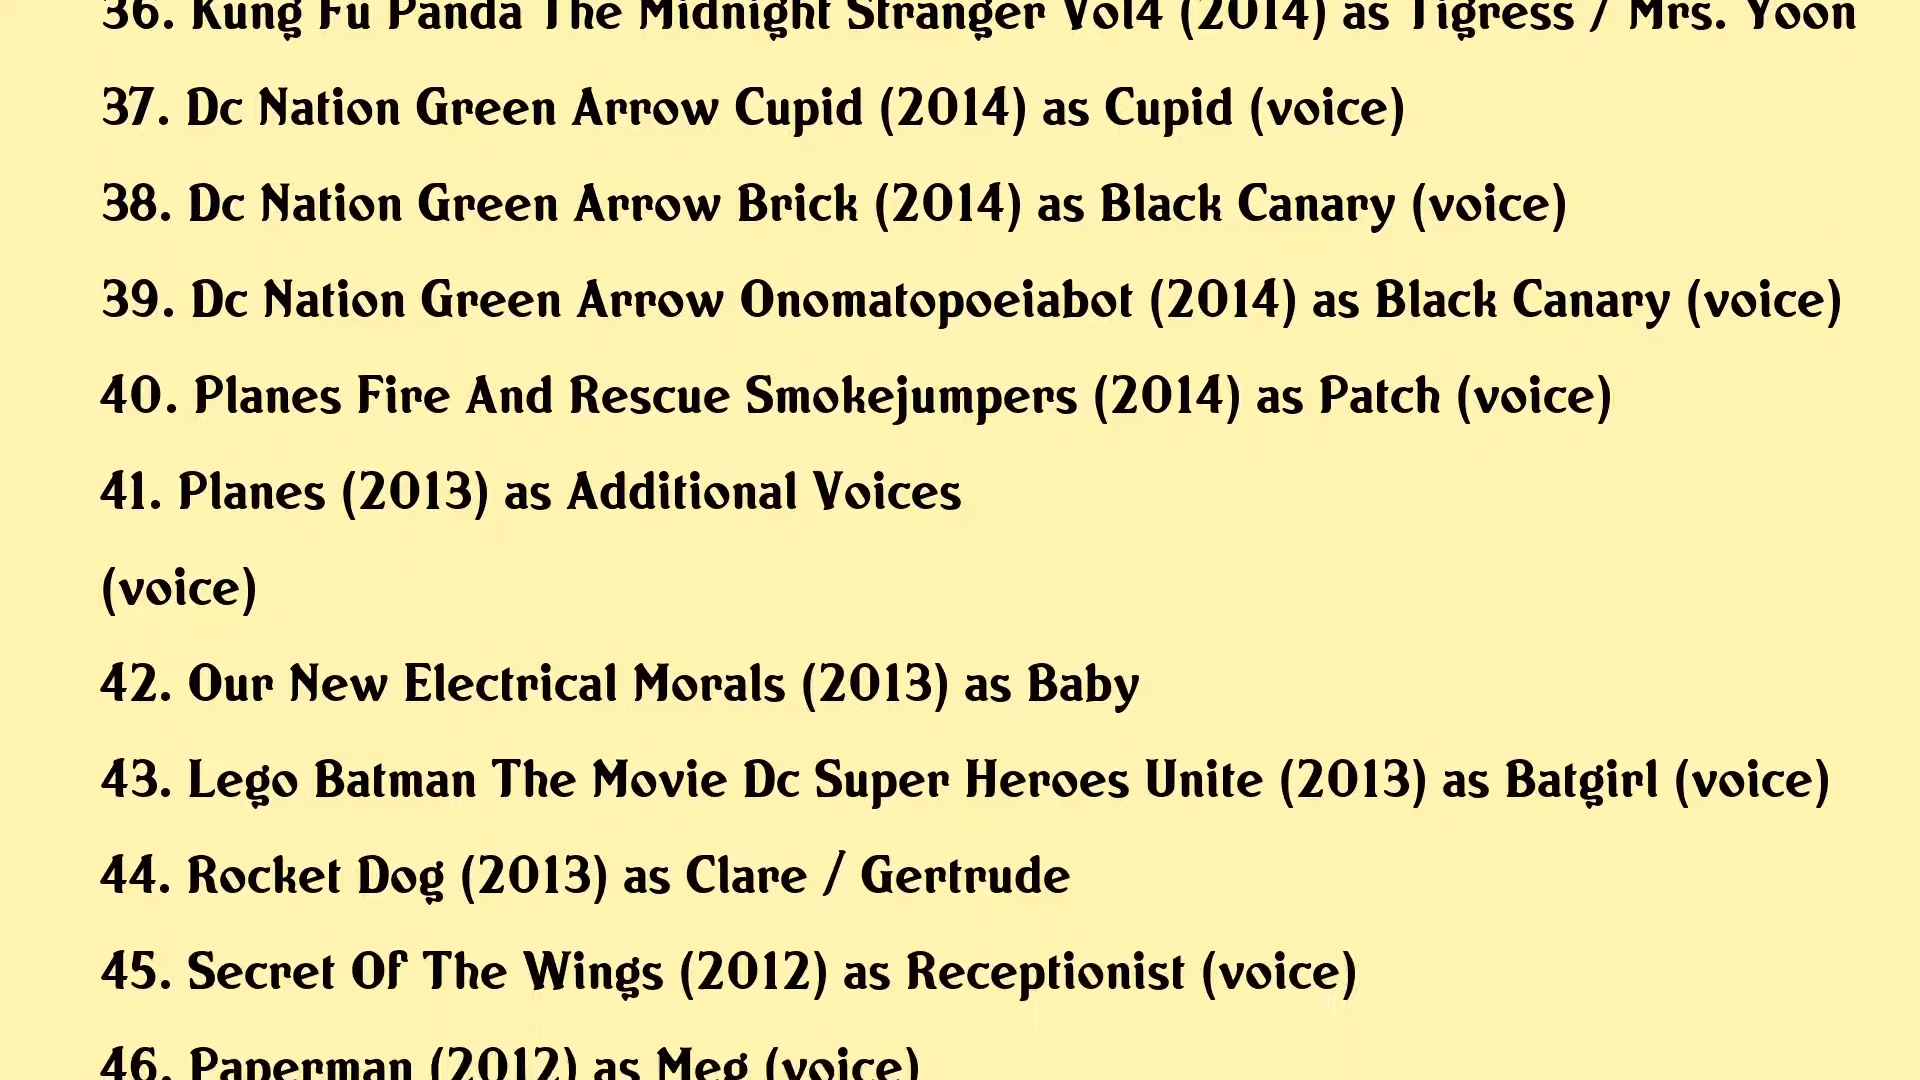 36. Kung Fu Panda The Midnight Stranger Vol4 (2014) as Tigress / Mrs. Yoon
37. Dc Nation Green Arrow Cupid (2014) as Cupid (voice)
38. Dc Nation Green Arrow Brick (2014) as Black Canary (voice)
39. Dc Nation Green Arrow Onomatopoeiabot (2014) as Black Canary (voice)
40. Planes Fire And Rescue Smokejumpers (2014) as Patch (voice)
41. Planes (2013) as Additional Voices
(voice)
42. Our New Electrical Morals (2013) as Baby
43. Lego Batman The Movie Dc Super Heroes Unite (2013) as Batgirl (voice)
44. Rocket Dog (2013) as Clare / Gertrude
45. Secret Of The Wings (2012) as Receptionist (voice)
46. Paperman (2012) as Meg (voice)